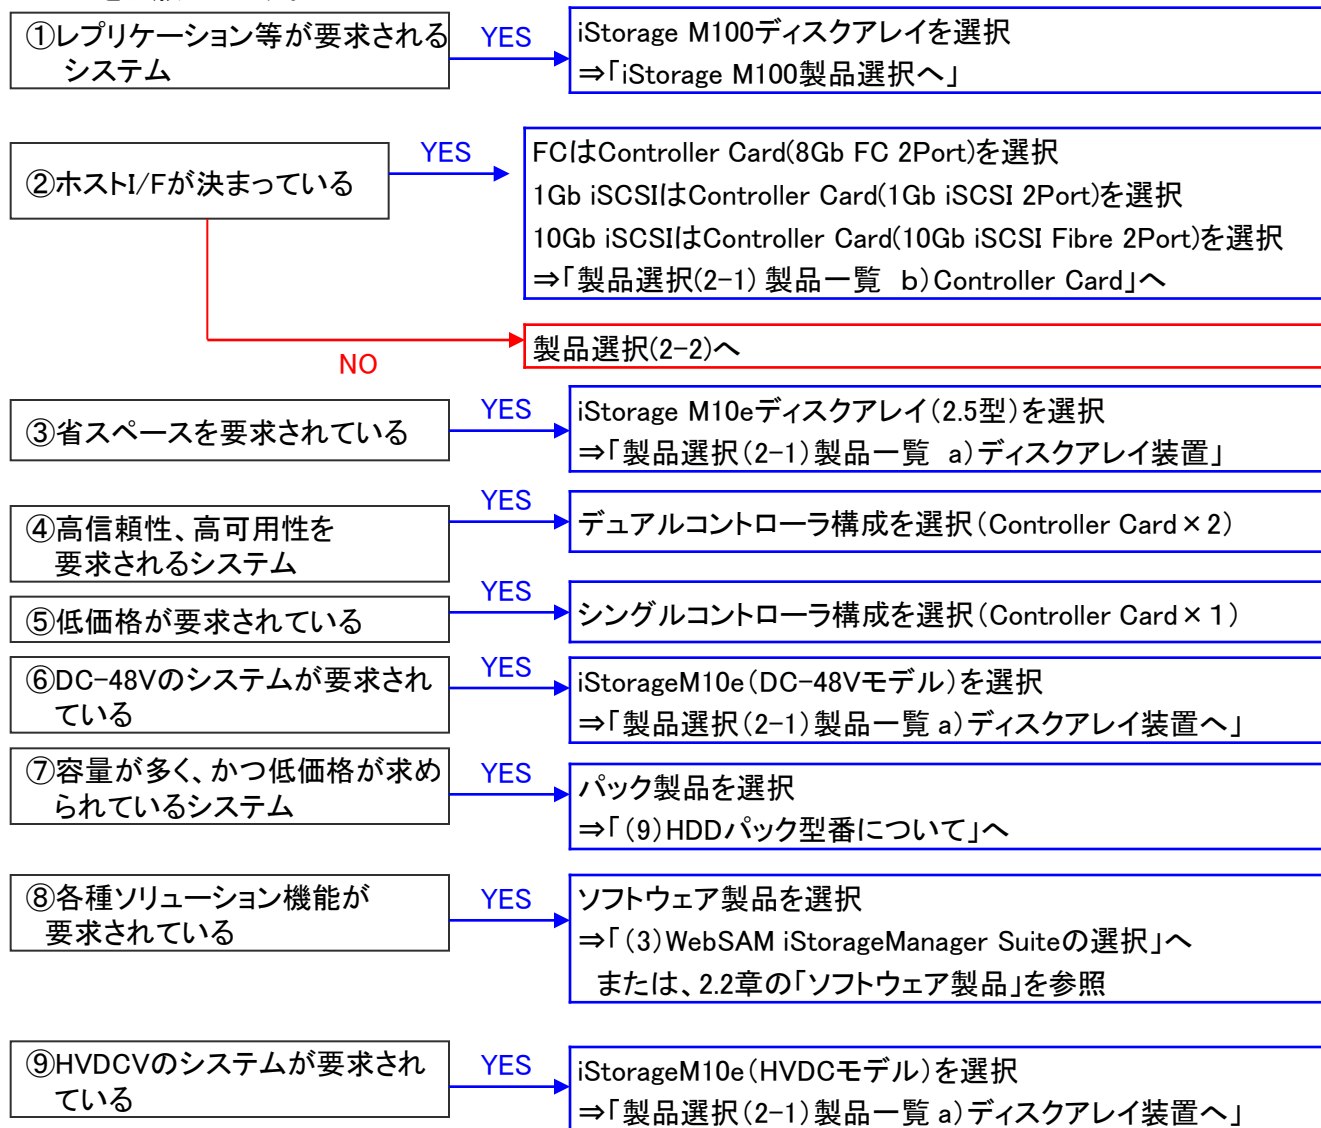 ①レプリケーション等が要求される
システム
YES
iStorage M100ディスクアレイを選択
⇒「iStorage M100製品選択へ」
②ホストI/Fが決まっている
YES
FCはController Card(8Gb FC 2Port)を選択
1Gb iSCSIはController Card(1Gb iSCSI 2Port)を選択
10Gb iSCSIはController Card(10Gb iSCSI Fibre 2Port)を選択
⇒「製品選択(2-1) 製品一覧 b)Controller Card」へ
NO
製品選択(2-2)へ
③省スペースを要求されている
YES
iStorage M10eディスクアレイ(2.5型)を選択
⇒「製品選択(2-1)製品一覧 a)ディスクアレイ装置」
④高信頼性、高可用性を
要求されるシステム
YES
デュアルコントローラ構成を選択(Controller Card×2)
⑤低価格が要求されている
YES
シングルコントローラ構成を選択(Controller Card×1)
⑥DC-48Vのシステムが要求され
ている
YES
iStorageM10e(DC-48Vモデル)を選択
⇒「製品選択(2-1)製品一覧 a)ディスクアレイ装置へ」
⑦容量が多く、かつ低価格が求め
られているシステム
YES
パック製品を選択
⇒「(9)HDDパック型番について」へ
⑧各種ソリューション機能が
要求されている
YES
ソフトウェア製品を選択
⇒「(3)WebSAM iStorageManager Suiteの選択」へ
または、2.2章の「ソフトウェア製品」を参照
⑨HVDCVのシステムが要求され
ている
YES
iStorageM10e(HVDCモデル)を選択
⇒「製品選択(2-1)製品一覧 a)ディスクアレイ装置へ」